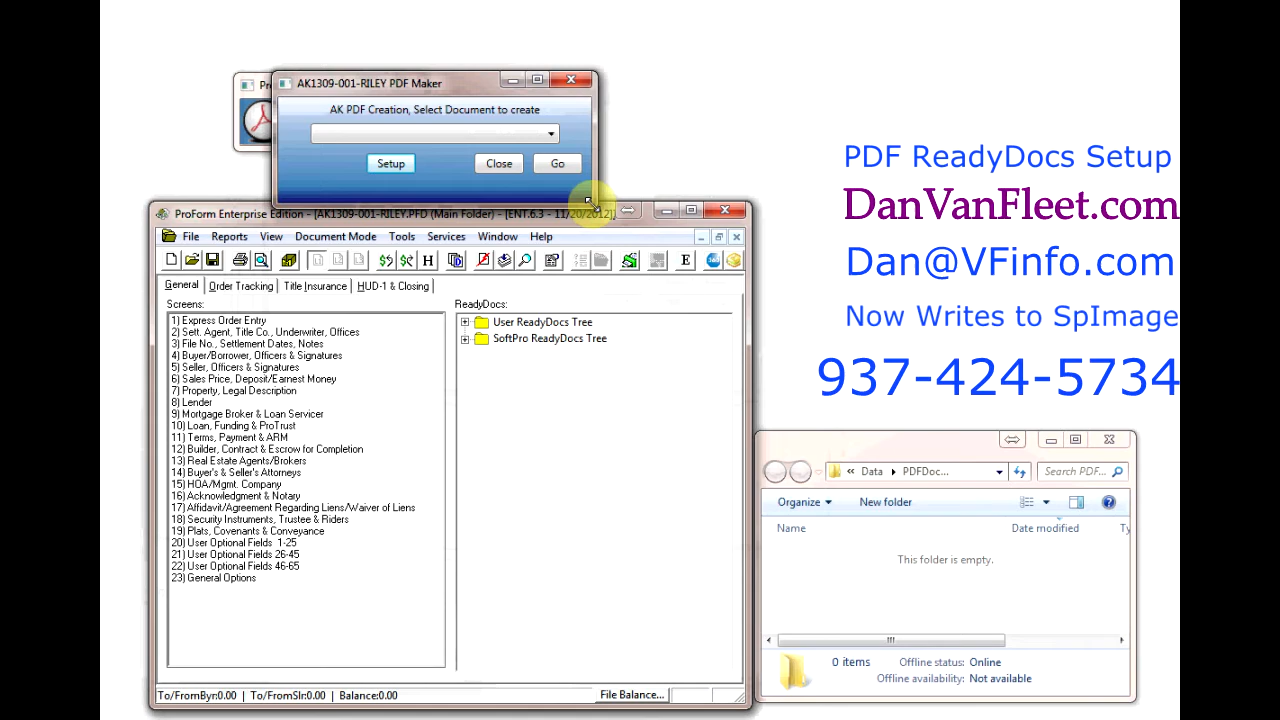 Pr
AK1309-001-RILEY PDF Maker
AK PDF Creation, Select Document to create
Setup
Close
Go
PDF ReadyDocs Setup
DanVanFleet.com
Dan@VFinfo.com
Now Writes to SpImage
937-424-5734
ProForm Enterprise Edition - [AK1309-001-RILEY.PFD (Main Folder) - [ENT.6.3 - 11/20/2012]]
File Reports View Document Mode Tools Services Window Help
H
E
General Order Tracking Title Insurance HUD-1 & Closing
Screens:
1) Express Order Entry
2) Sett. Agent, Title Co., Underwriter, Offices
3) File No., Settlement Dates, Notes
4) Buyer/Borrower, Officers & Signatures
5) Seller, Officers & Signatures
6) Sales Price, Deposit/Earnest Money
7) Property, Legal Description
8) Lender
9) Mortgage Broker & Loan Servicer
10) Loan, Funding & ProTrust
11) Terms, Payment & ARM
12) Builder, Contract & Escrow for Completion
13) Real Estate Agents/Brokers
14) Buyer's & Seller's Attorneys
15) HOA/Mgmt. Company
16) Acknowledgment & Notary
17) Affidavit/Agreement Regarding Liens/Waiver of Liens
18) Security Instruments, Trustee & Riders
19) Plats, Covenants & Conveyance
20) User Optional Fields 1-25
21) User Optional Fields 26-45
22) User Optional Fields 46-65
23) General Options
ReadyDocs:
User ReadyDocs Tree
SoftPro ReadyDocs Tree
To/FromByr:0.00 To/FromSlr:0.00 Balance:0.00 File Balance...
« Data PDFDoc... Search PDF...
Organize New folder
Name Date modified Ty
This folder is empty.
0 items Offline status: Online
Offline availability: Not available